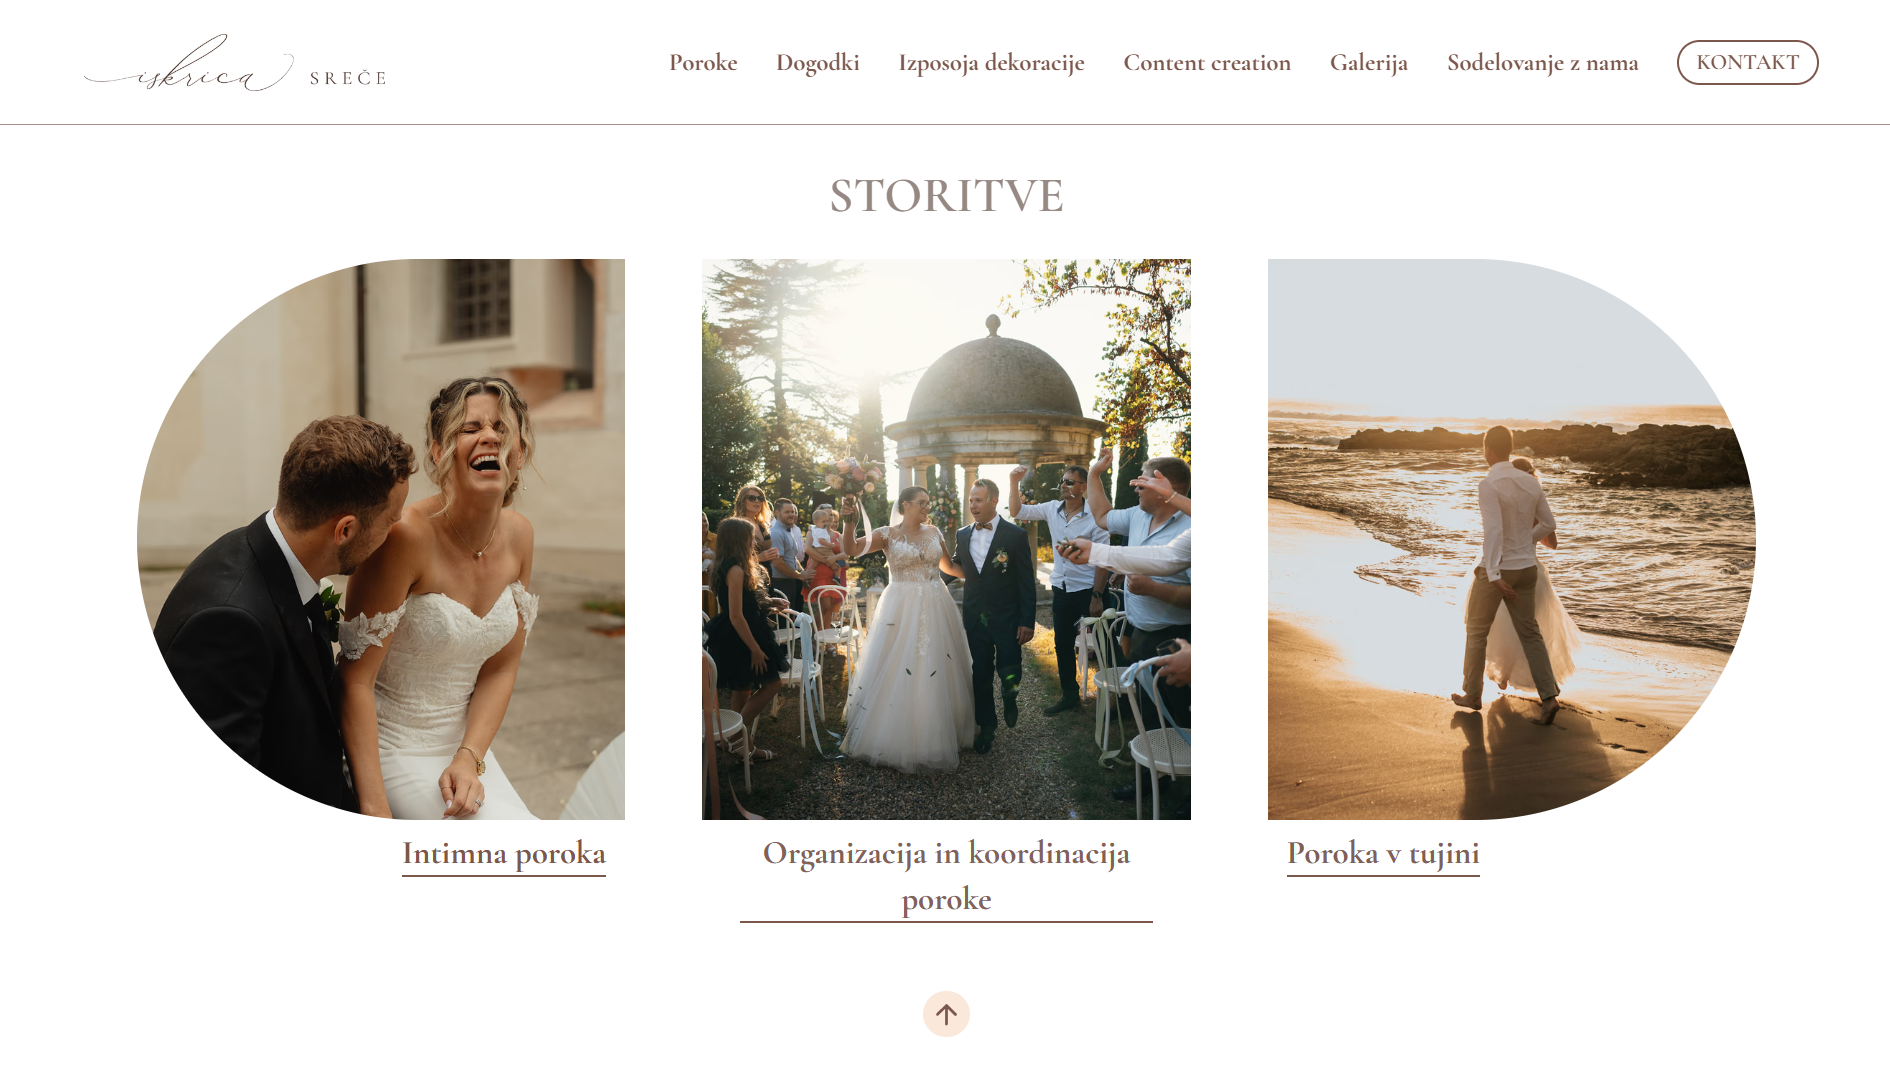 iskrica SREČE
Poroke Dogodki Izposoja dekoracije Content creation Galerija Sodelovanje z nama KONTAKT
STORITVE
Intimna poroka
Organizacija in koordinacija
poroke
Poroka v tujini